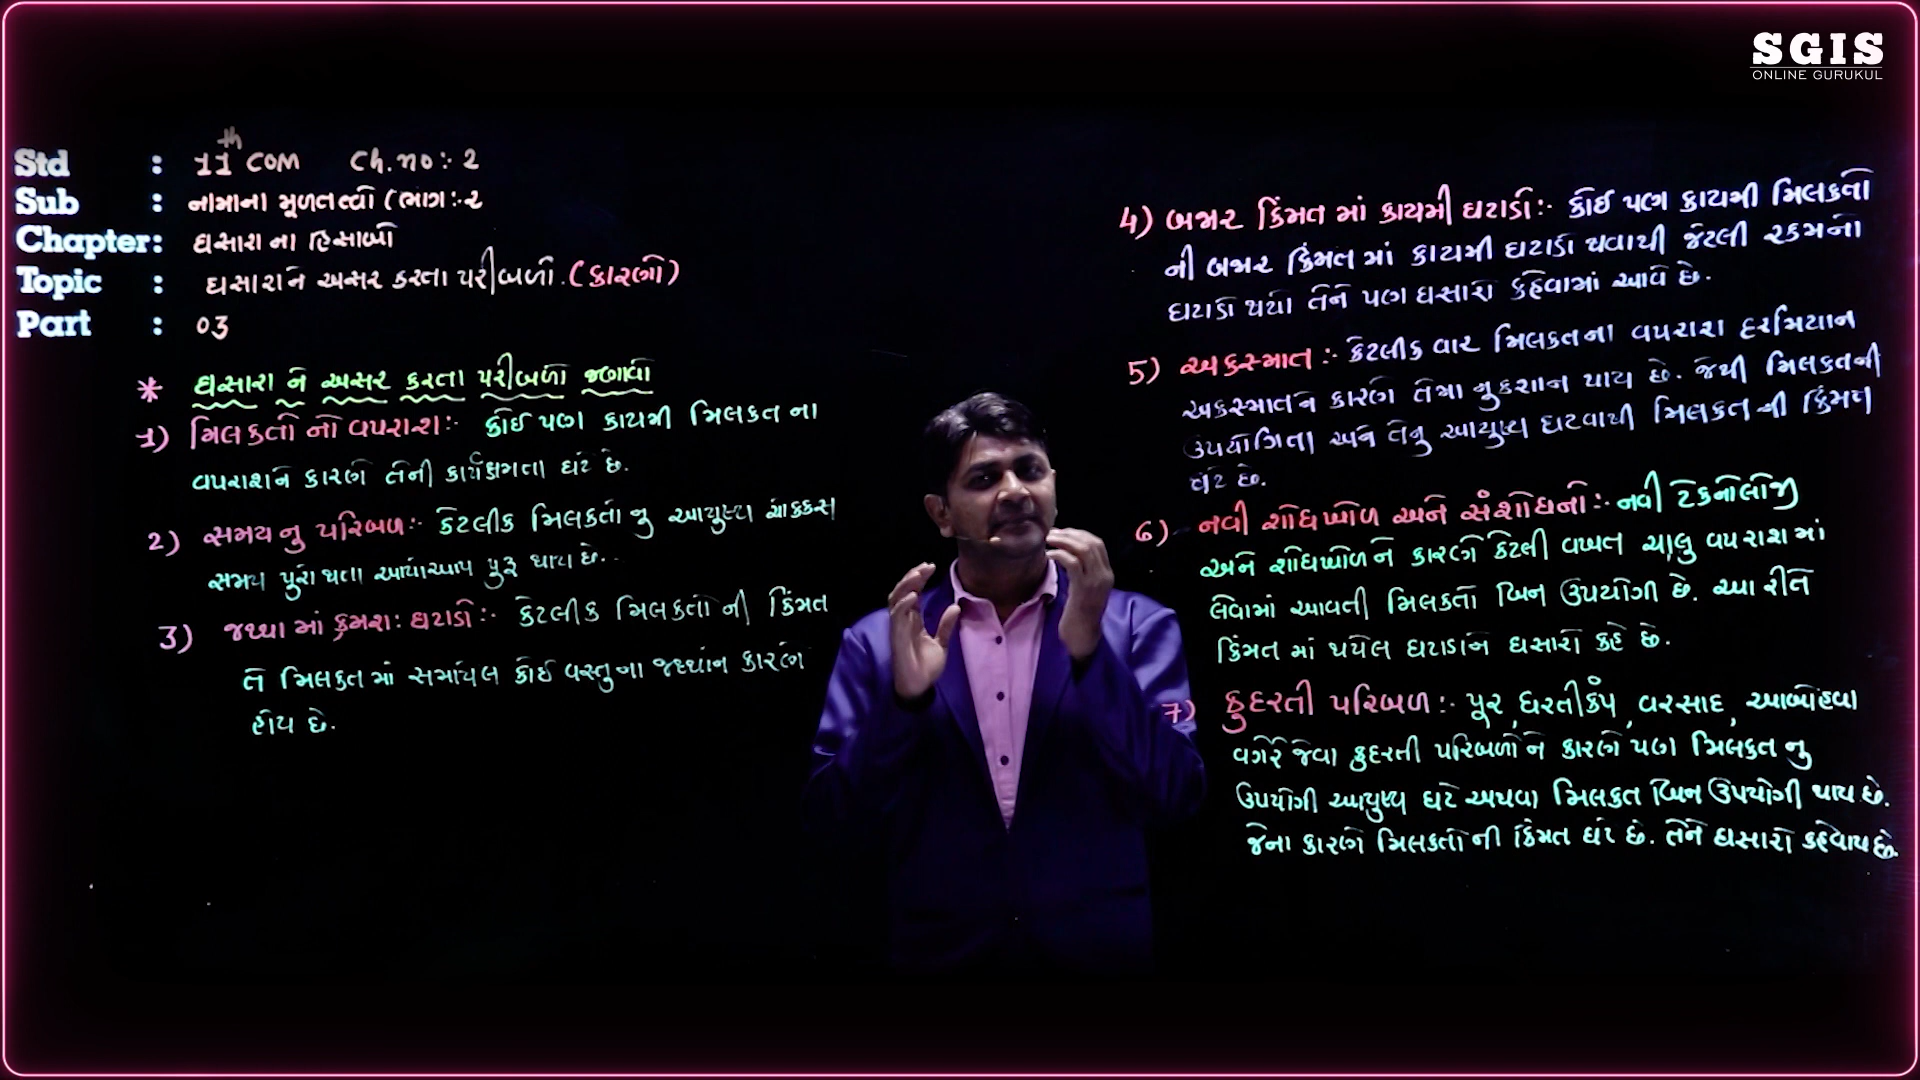 SGIS
ONLINE GURUKUL
Std : 11th COM Ch.no:- 2
Sub : નામાના મૂળતત્વો (ભાગ:-2
Chapter: ઘસારા ના હિસાબો
Topic : ઘસારાને અસર કરતા પરીબળો. (કારણો)
Part : 03
* ઘસારા ને અસર કરતા પરીબળો જણાવો
1) મિલકતો નો વપરાશ:- કોઈ પણ કાયમી મિલકત ના
વપરાશને કારણે તેની કાર્યક્ષમતા ઘટે છે.
2) સમય નુ પરિબળ:- કેટલીક મિલકતો નુ આયુષ્ય ચોક્કસ
સમય પૂરો થતા આપોઆપ પુરૂ થાય છે..
3) જથ્થા માં ક્રમશ: ઘટાડો:- કેટલીક મિલકતો ની કિંમત
તે મિલકત માં સમાયેલ કોઈ વસ્તુ ના જથ્થાને કારણે
હોય છે.
4) બજાર કિંમત માં કાયમી ઘટાડો:- કોઈ પણ કાયમી મિલકતો
ની બજાર કિંમત માં કાયમી ઘટાડો થવાથી જેટલી રકમનો
ઘટાડો થયો તેને પણ ઘસારો કહેવામાં આવે છે.
5) અકસ્માત:- કેટલીક વાર મિલકત ના વપરાશ દરમિયાન
અકસ્માતને કારણે તેમા નુકશાન થાય છે. જેથી મિલકતની
ઉપયોગિતા અને તેનુ આયુષ્ય ઘટવાથી મિલકત ની કિંમત
ઘટે છે.
6) નવી શોધખોળ અને સંશોધનો:- નવી ટેકનોલોજી
અને શોધખોળ ને કારણે કેટલી વખત ચાલુ વપરાશ માં
લેવામાં આવતી મિલકતો બિન ઉપયોગી છે. આ રીતે
કિંમત માં થયેલ ઘટાડાને ઘસારો કહે છે.
7) કુદરતી પરિબળ:- પૂર, ધરતીકંપ, વરસાદ, આબોહવા
વગેરે જેવા કુદરતી પરિબળો ને કારણે પણ મિલકત નુ
ઉપયોગી આયુષ્ય ઘટે અથવા મિલકત બિન ઉપયોગી થાય છે.
જેના કારણે મિલકતો ની કિંમત ઘટે છે. તેને ઘસારો કહેવાય છે.